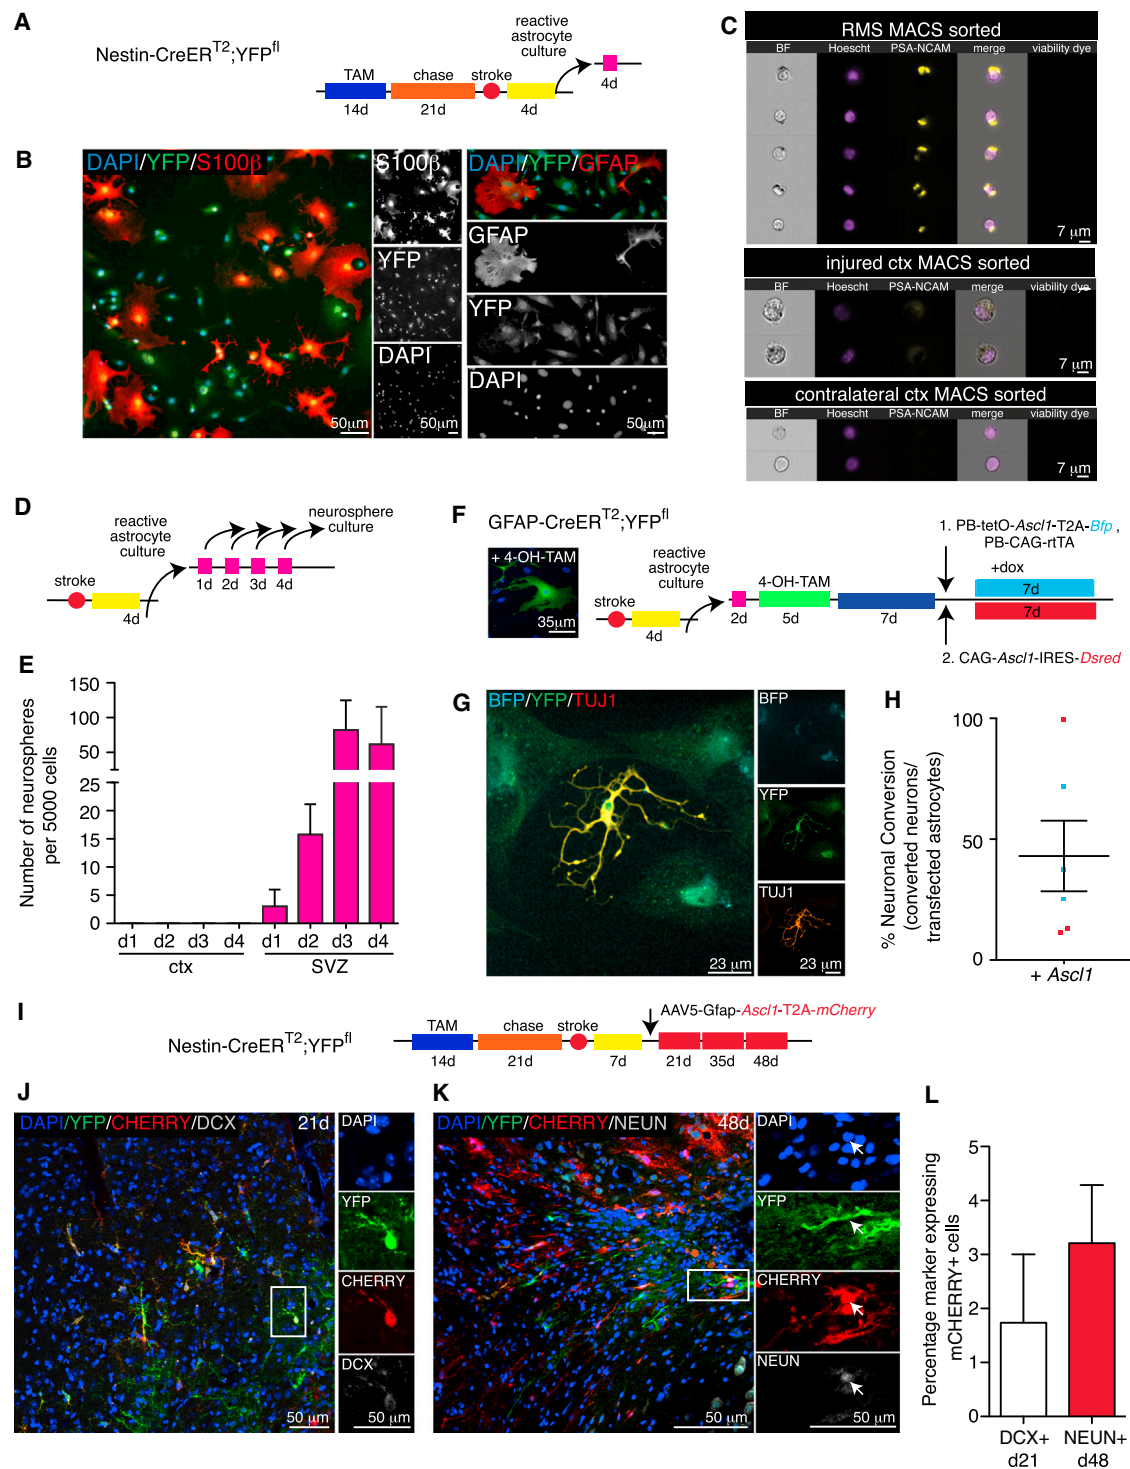 A
Nestin-CreER^T2;YFP^fl
reactive
astrocyte
culture
TAM
chase
stroke
14d
21d
4d
4d
B
DAPI/YFP/S100β
50µm
S100β
YFP
DAPI
50µm
DAPI/YFP/GFAP
GFAP
YFP
DAPI
50µm
C
RMS MACS sorted
BF Hoescht PSA-NCAM merge viability dye
7 µm
injured ctx MACS sorted
BF Hoescht PSA-NCAM merge viability dye
7 µm
contralateral ctx MACS sorted
BF Hoescht PSA-NCAM merge viability dye
7 µm
D
stroke
4d
reactive
astrocyte
culture
1d 2d 3d 4d
neurosphere
culture
E
Number of neurospheres
per 5000 cells
150
100
50
25
20
15
10
5
0
d1 d2 d3 d4 d1 d2 d3 d4
ctx SVZ
F
GFAP-CreER^T2;YFP^fl
+ 4-OH-TAM
35µm
stroke
4d
reactive
astrocyte
culture
2d
4-OH-TAM
5d
7d
1. PB-tetO-Ascl1-T2A-Bfp ,
PB-CAG-rtTA
+dox
7d
7d
2. CAG-Ascl1-IRES-Dsred
G
BFP/YFP/TUJ1
23 µm
BFP
YFP
TUJ1
23 µm
H
% Neuronal Conversion
(converted neurons/
transfected astrocytes)
100
50
0
+ Ascl1
I
Nestin-CreER^T2;YFP^fl
TAM
chase
stroke
AAV5-Gfap-Ascl1-T2A-mCherry
14d
21d
7d
21d
35d
48d
J
DAPI/YFP/CHERRY/DCX
21d
50 µm
DAPI
YFP
CHERRY
DCX
50 µm
K
DAPI/YFP/CHERRY/NEUN
48d
50 µm
DAPI
YFP
CHERRY
NEUN
50 µm
L
Percentage marker expressing
mCHERRY+ cells
5
4
3
2
1
0
DCX+
d21
NEUN+
d48